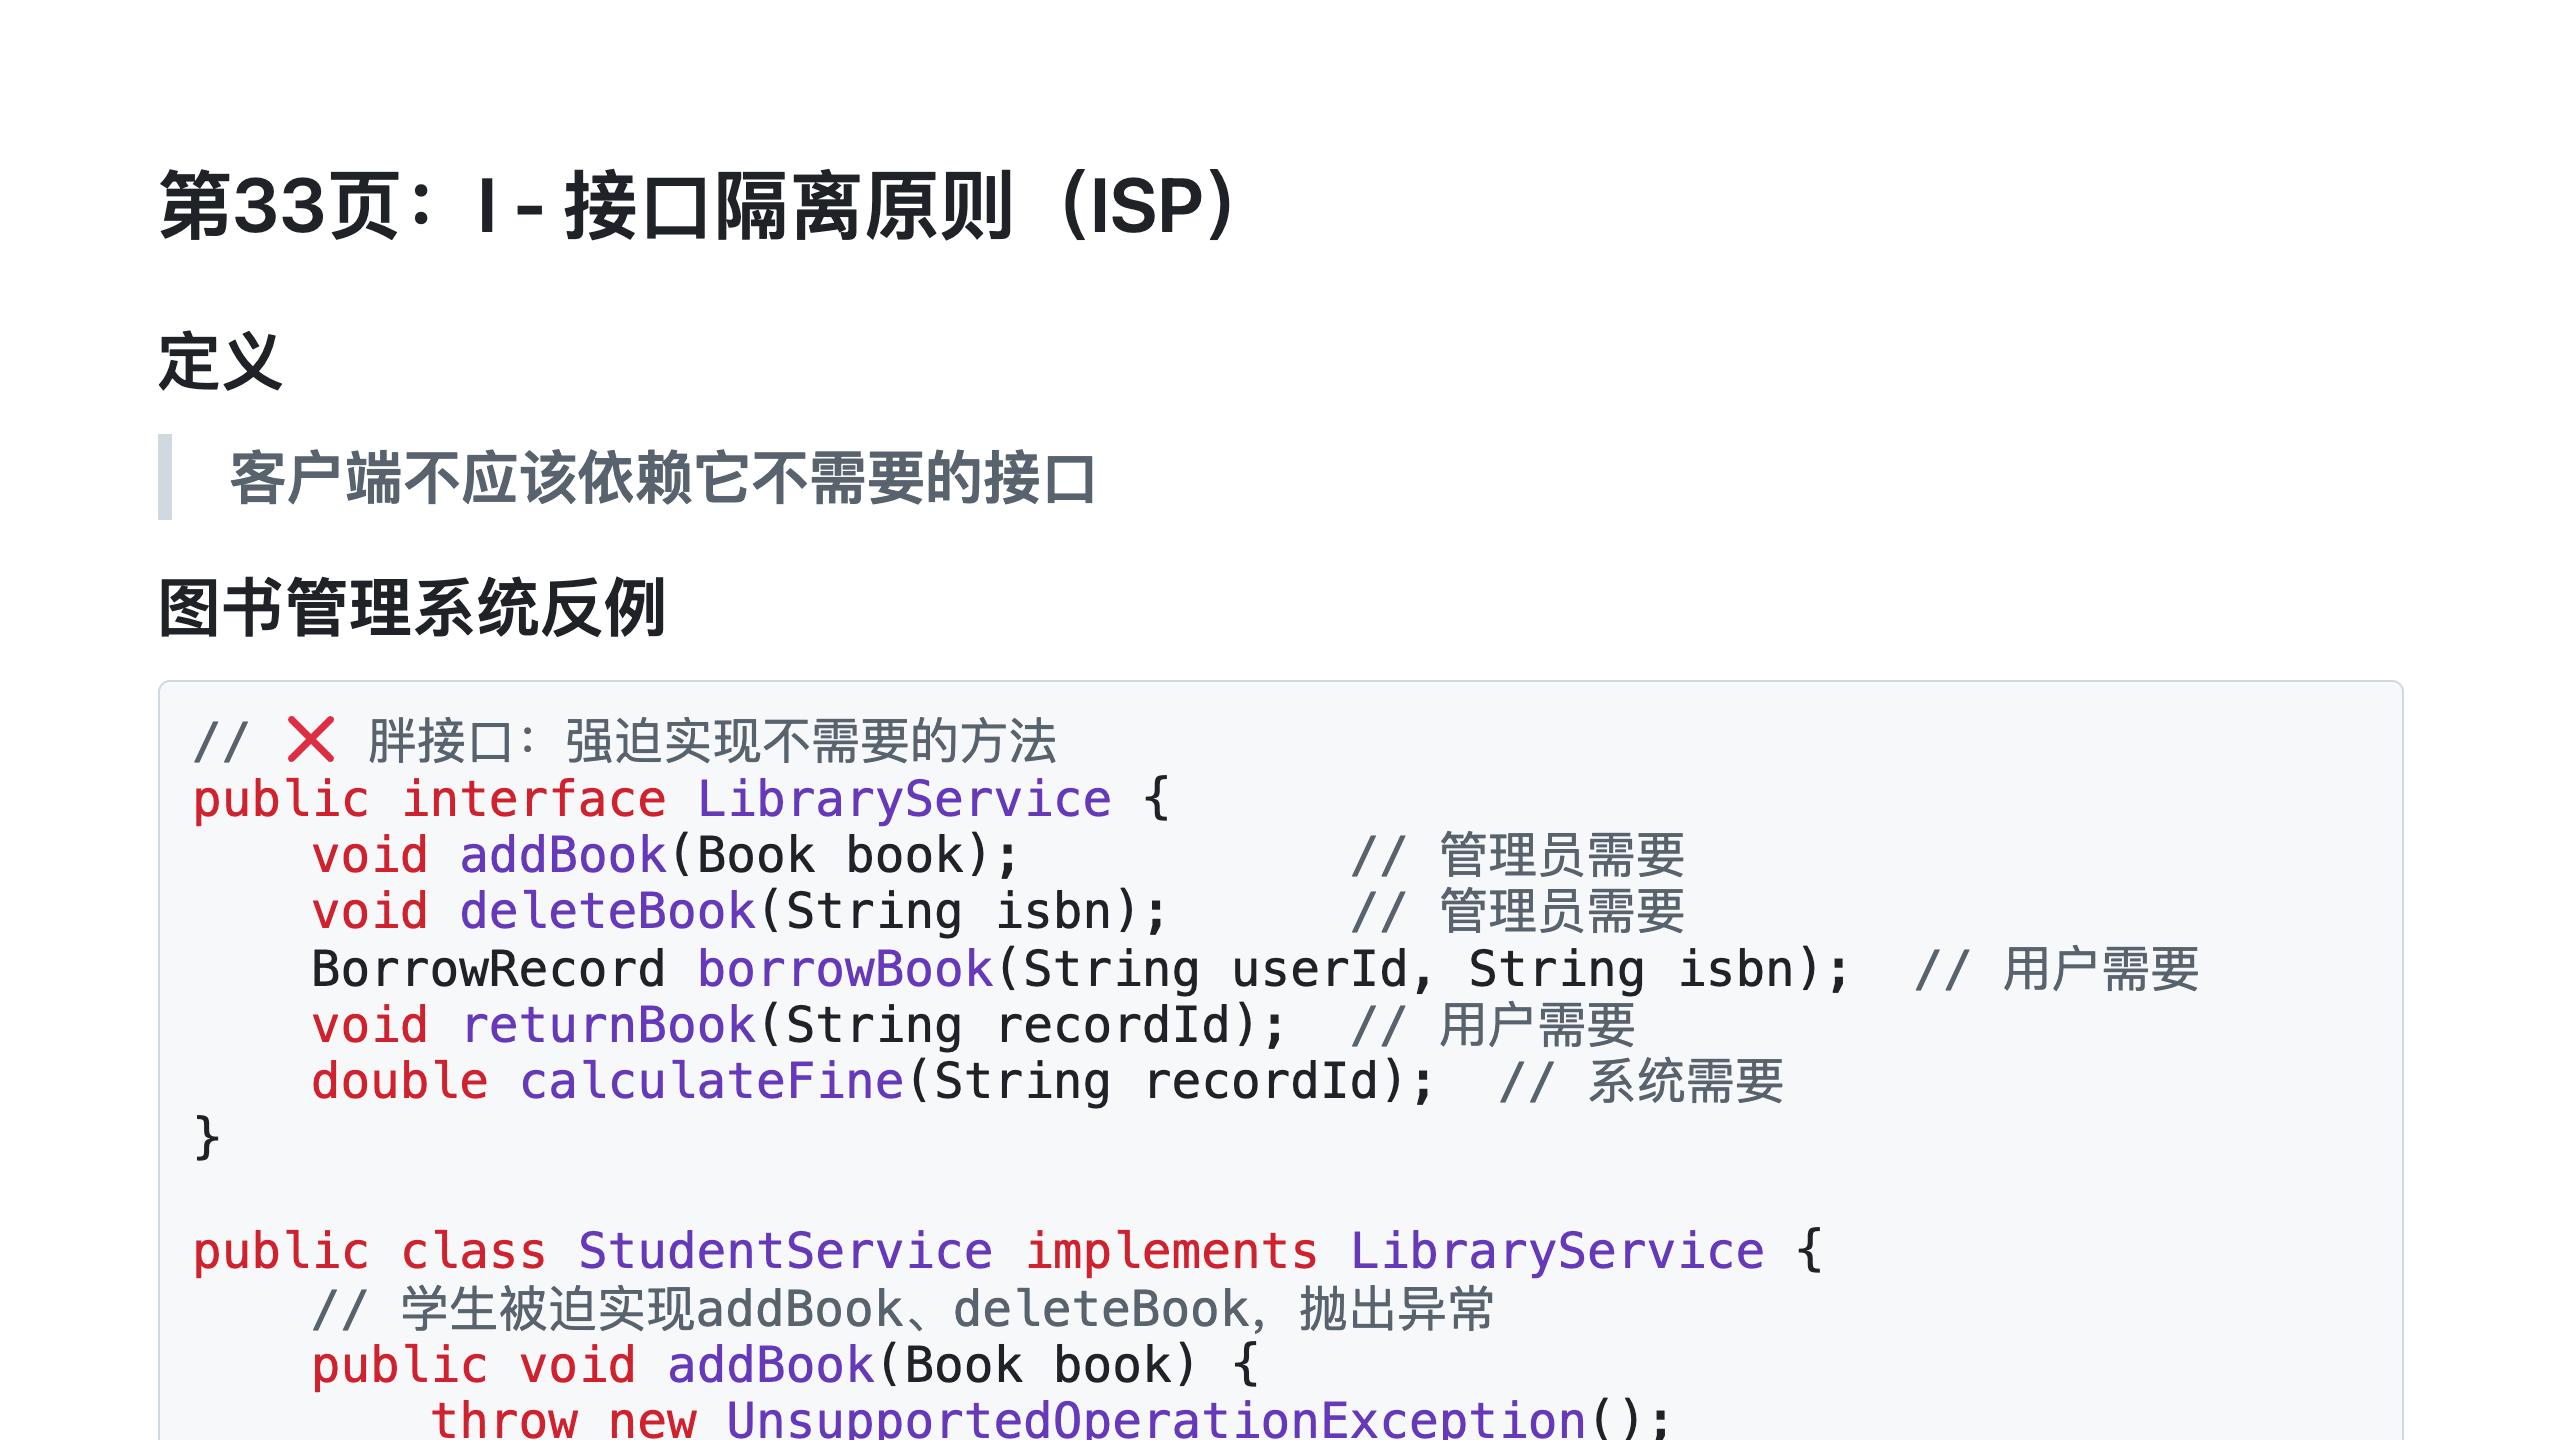 第33页：I - 接口隔离原则（ISP）
定义
客户端不应该依赖它不需要的接口
图书管理系统反例
// ❌ 胖接口：强迫实现不需要的方法
public interface LibraryService {
    void addBook(Book book);           // 管理员需要
    void deleteBook(String isbn);      // 管理员需要
    BorrowRecord borrowBook(String userId, String isbn);  // 用户需要
    void returnBook(String recordId);  // 用户需要
    double calculateFine(String recordId);  // 系统需要
}
public class StudentService implements LibraryService {
    // 学生被迫实现addBook、deleteBook，抛出异常
    public void addBook(Book book) {
        throw new UnsupportedOperationException();